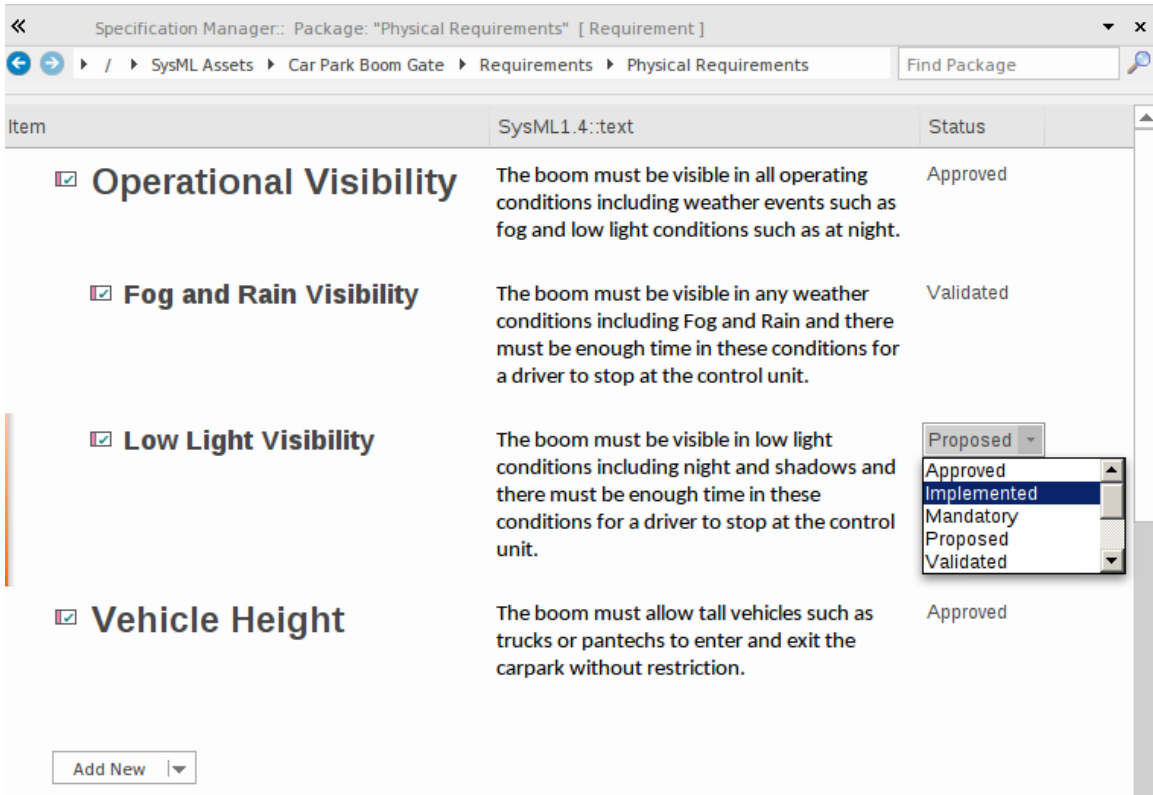 Specification Manager:: Package: "Physical Requirements" [ Requirement ]
/ SysML Assets Car Park Boom Gate Requirements Physical Requirements Find Package
Item SysML1.4::text Status
Operational Visibility
The boom must be visible in all operating
conditions including weather events such as
fog and low light conditions such as at night.
Approved
Fog and Rain Visibility
The boom must be visible in any weather
conditions including Fog and Rain and there
must be enough time in these conditions for
a driver to stop at the control unit.
Validated
Low Light Visibility
The boom must be visible in low light
conditions including night and shadows and
there must be enough time in these
conditions for a driver to stop at the control
unit.
Proposed
Approved
Implemented
Mandatory
Proposed
Validated
Vehicle Height
The boom must allow tall vehicles such as
trucks or pantechs to enter and exit the
carpark without restriction.
Approved
Add New